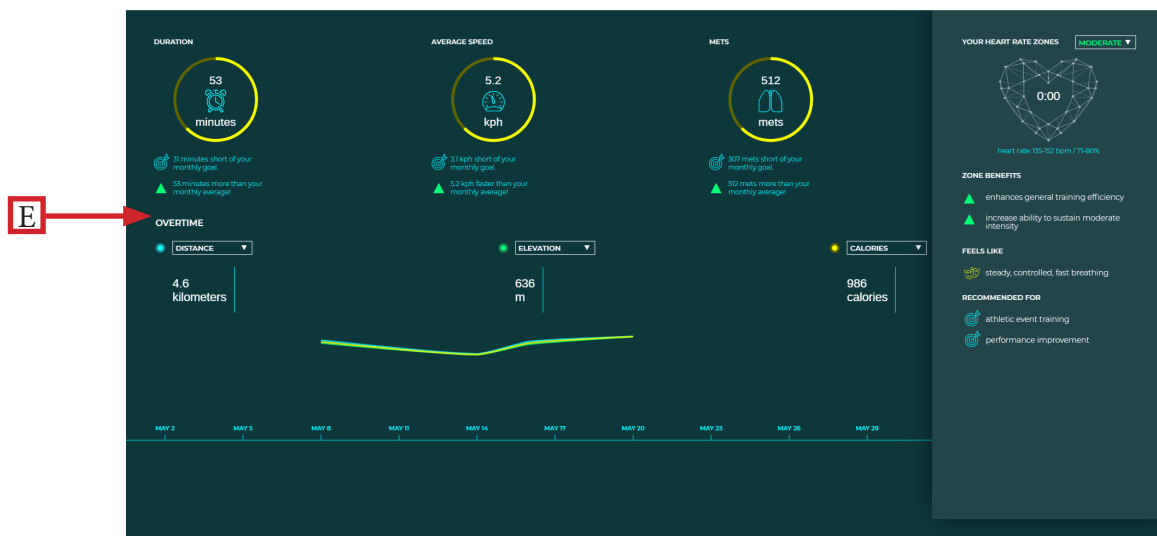 DURATION
53
minutes
31 minutes short of your
monthly goal.
53 minutes more than your
monthly average!
AVERAGE SPEED
5.2
kph
3.1 kph short of your
monthly goal.
5.2 kph faster than your
monthly average!
METS
512
mets
307 mets short of your
monthly goal.
512 mets more than your
monthly average!
E
OVERTIME
DISTANCE ▼
4.6
kilometers
ELEVATION ▼
636
m
CALORIES ▼
986
calories
MAY 2 MAY 5 MAY 8 MAY 11 MAY 14 MAY 17 MAY 20 MAY 23 MAY 26 MAY 29
YOUR HEART RATE ZONES MODERATE ▼
0:00
heart rate: 135-152 bpm / 71-80%
ZONE BENEFITS
enhances general training efficiency
increase ability to sustain moderate
intensity
FEELS LIKE
steady, controlled, fast breathing
RECOMMENDED FOR
athletic event training
performance improvement